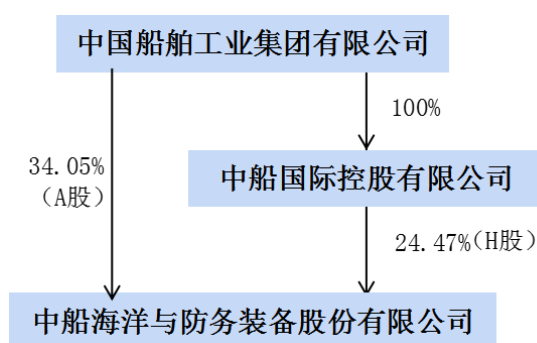 中国船舶工业集团有限公司
100%
34.05%
（A股）
中船国际控股有限公司
24.47%(H股）
中船海洋与防务装备股份有限公司